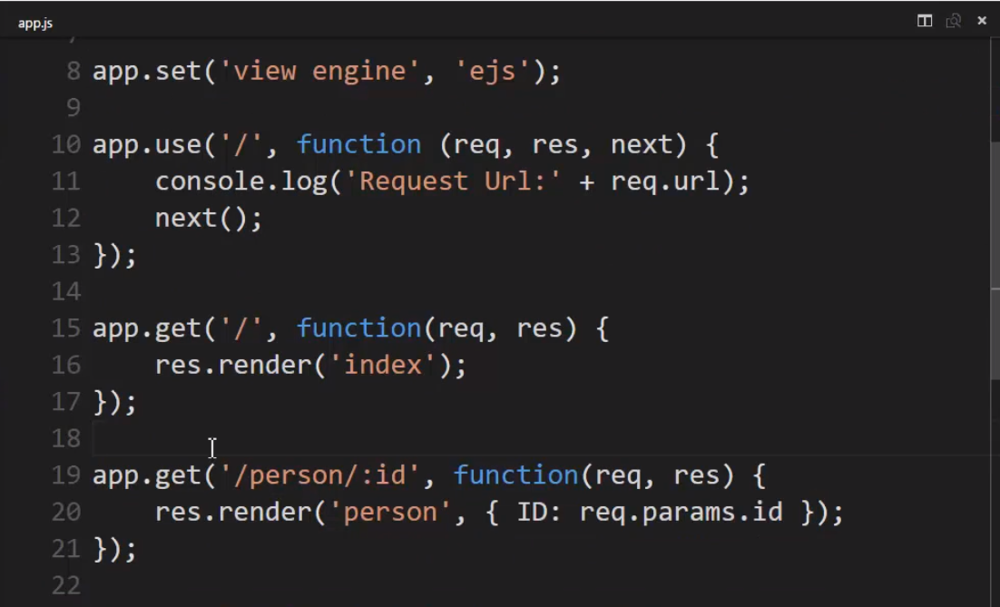 app.js
8 app.set('view engine', 'ejs');
9
10 app.use('/', function (req, res, next) {
11     console.log('Request Url:' + req.url);
12     next();
13 });
14
15 app.get('/', function(req, res) {
16     res.render('index');
17 });
18
19 app.get('/person/:id', function(req, res) {
20     res.render('person', { ID: req.params.id });
21 });
22